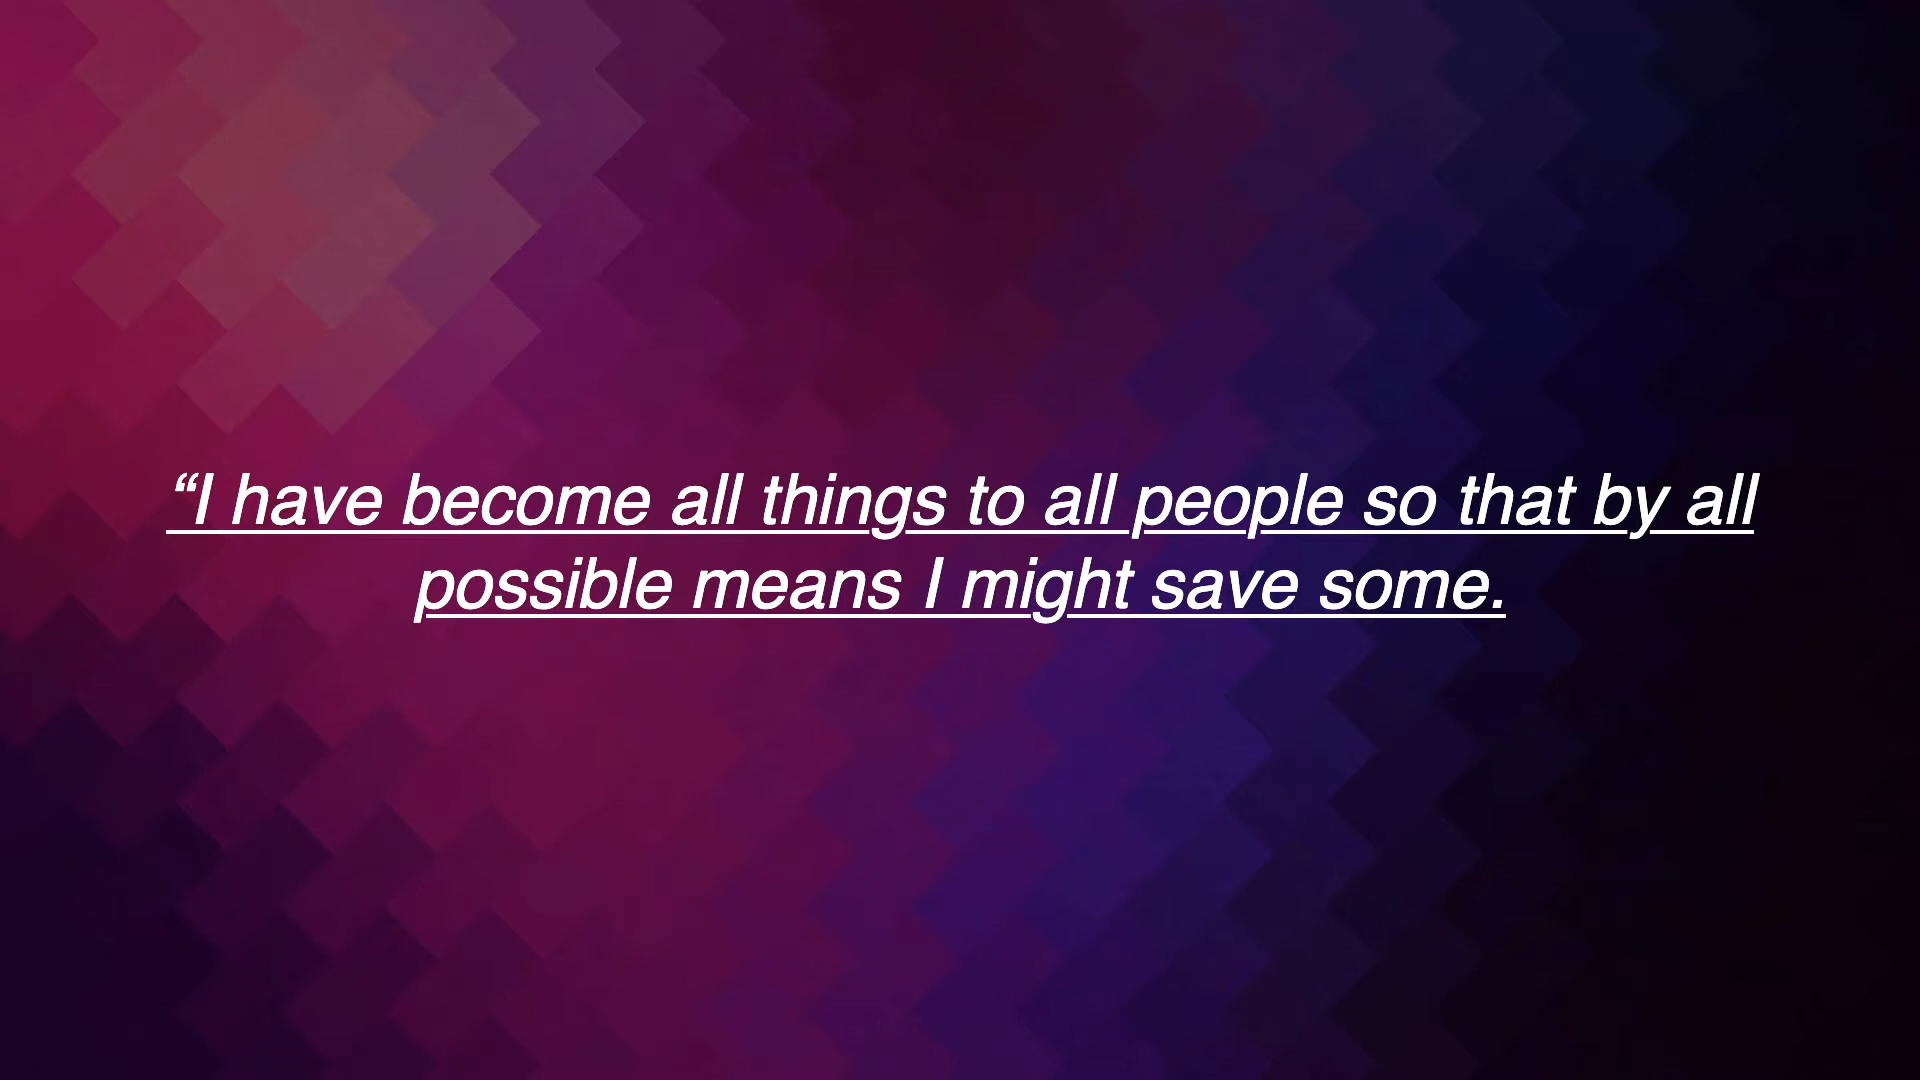 “I have become all things to all people so that by all
possible means I might save some.